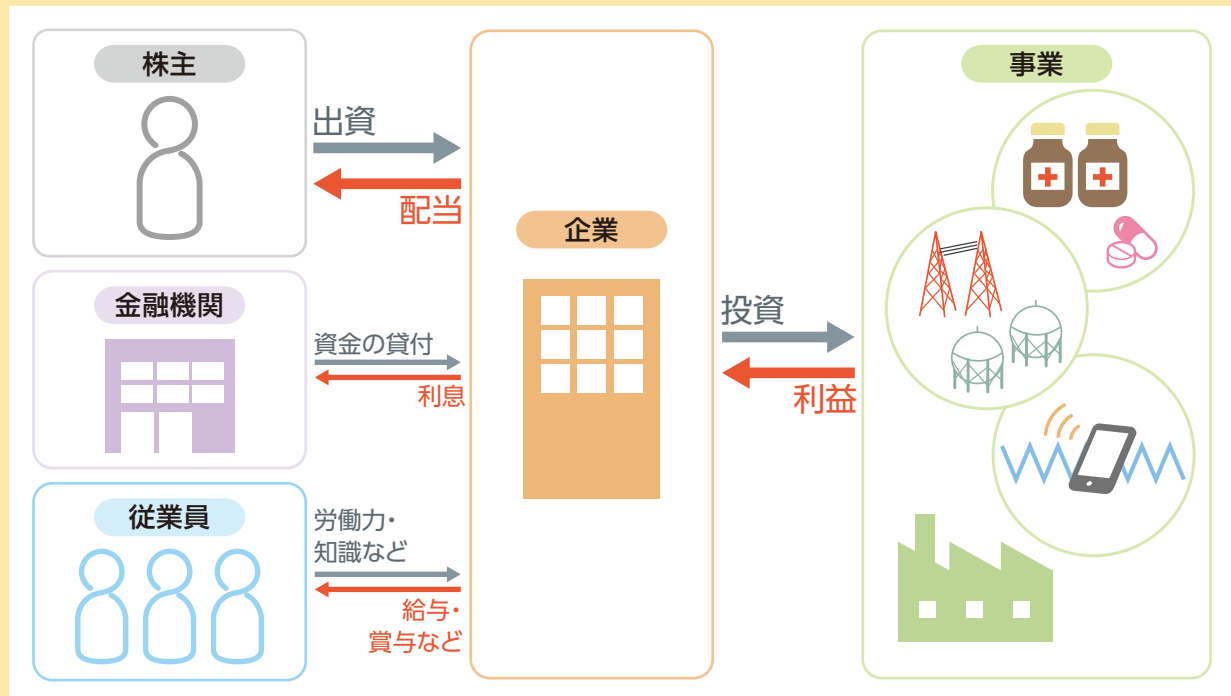 株主
出資
配当
金融機関
資金の貸付
利息
従業員
労働力・
知識など
給与・
賞与など
企業
投資
利益
事業